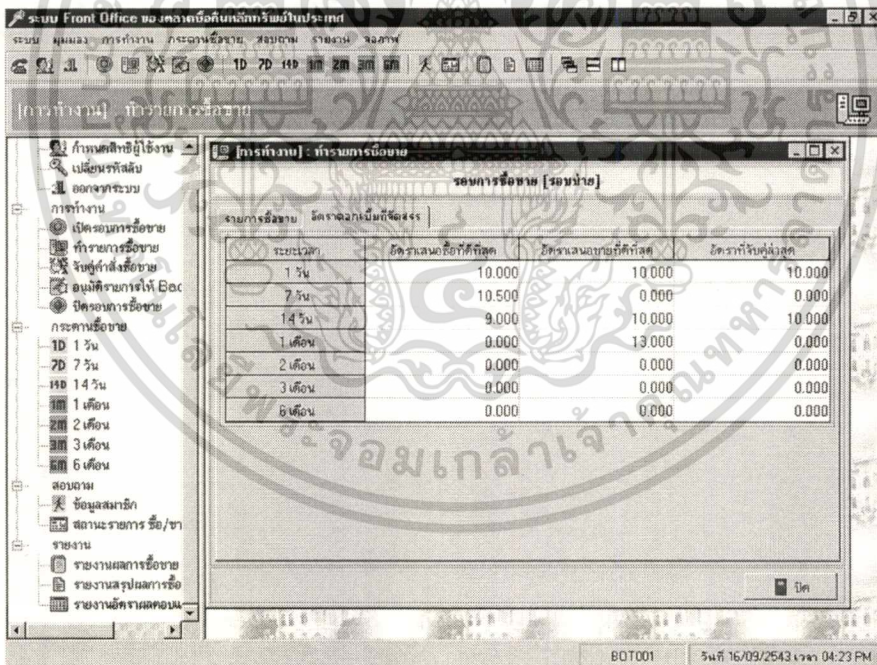 ระบบ Front Office ของตลาดซื้อคืนหลักทรัพย์ในประเทศ
ระบบ มุมมอง การทำงาน กระดานซื้อขาย สอบถาม รายงาน จอภาพ
1D 7D 14D 1m 2m 3m 6m
[การทำงาน] : ทำรายการซื้อขาย
กำหนดสิทธิผู้ใช้งาน
เปลี่ยนรหัสลับ
ออกจากระบบ
การทำงาน
เปิดรอบการซื้อขาย
ทำรายการซื้อขาย
จับคู่คำสั่งซื้อขาย
อนุมัติรายการให้ Bac
ปิดรอบการซื้อขาย
กระดานซื้อขาย
1D 1 วัน
7D 7 วัน
14D 14 วัน
1m 1 เดือน
2m 2 เดือน
3m 3 เดือน
6m 6 เดือน
สอบถาม
ข้อมูลสมาชิก
สถานะรายการ ซื้อ/ขา
รายงาน
รายงานผลการซื้อขาย
รายงานสรุปผลการซื้อ
รายงานอัตราผลตอบแ
[การทำงาน] : ทำรายการซื้อขาย
รอบการซื้อขาย [รอบบ่าย]
รายการซื้อขาย อัตราดอกเบี้ยที่จัดสรร
ระยะเวลา อัตราเสนอซื้อที่ดีที่สุด อัตราเสนอขายที่ดีที่สุด อัตราที่จับคู่ล่าสุด
1 วัน 10.000 10.000 10.000
7 วัน 10.500 0.000 0.000
14 วัน 9.000 10.000 10.000
1 เดือน 0.000 13.000 0.000
2 เดือน 0.000 0.000 0.000
3 เดือน 0.000 0.000 0.000
6 เดือน 0.000 0.000 0.000
ปิด
BOT001 วันที่ 16/09/2543 เวลา 04:23 PM